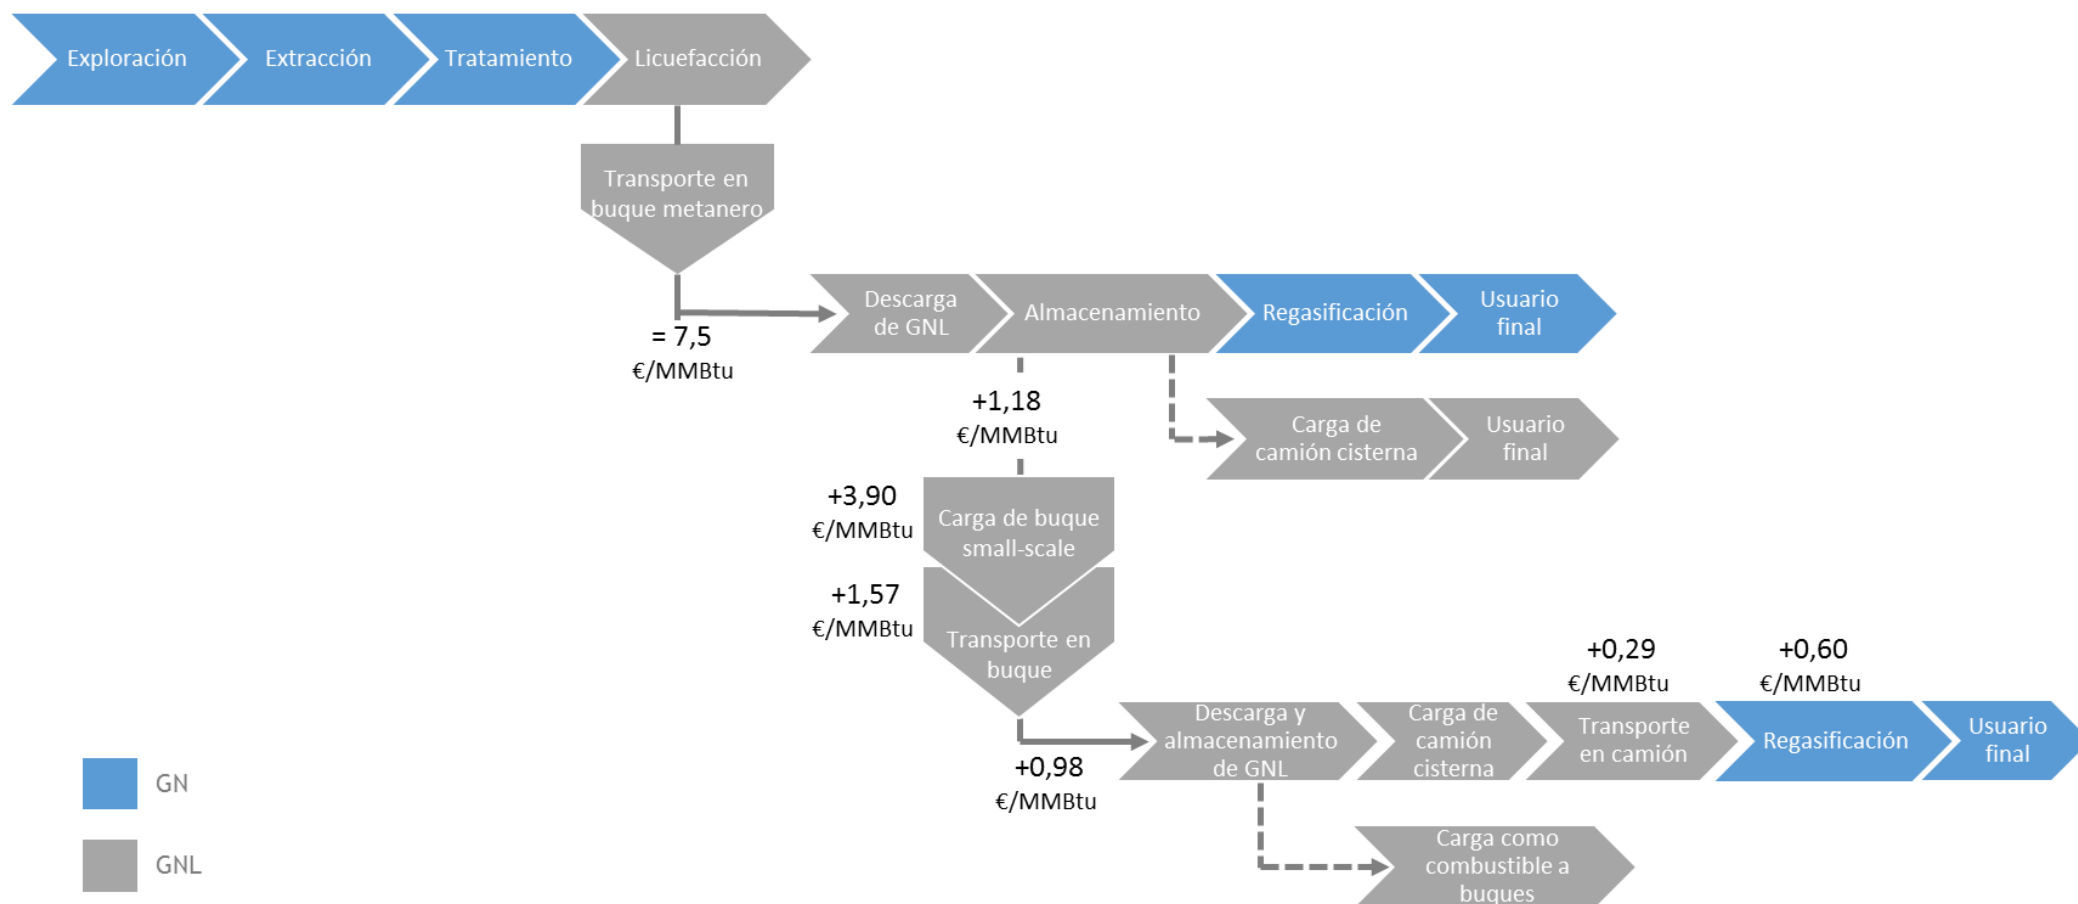 Exploración
Extracción
Tratamiento
Licuefacción
Transporte en
buque metanero
= 7,5
€/MMBtu
Descarga
de GNL
Almacenamiento
Regasificación
Usuario
final
+1,18
€/MMBtu
Carga de
camión cisterna
Usuario
final
+3,90
€/MMBtu
Carga de buque
small-scale
+1,57
€/MMBtu
Transporte en
buque
+0,98
€/MMBtu
Descarga y
almacenamiento
de GNL
Carga de
camión
cisterna
+0,29
€/MMBtu
Transporte
en camión
+0,60
€/MMBtu
Regasificación
Usuario
final
Carga como
combustible a
buques
GN
GNL